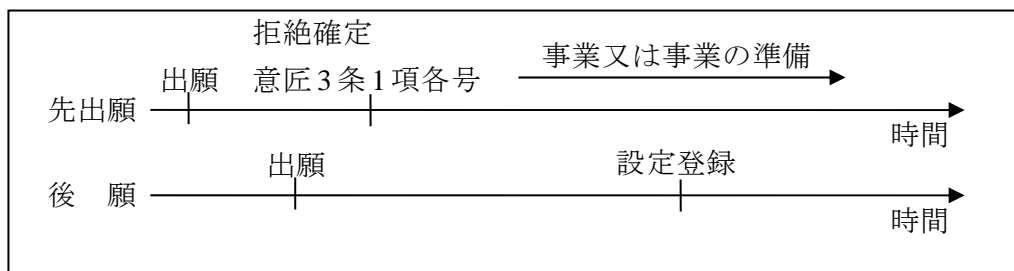 拒絶確定
事業又は事業の準備
出願 意匠3条1項各号
先出願
時間
出願 設定登録
後 願
時間